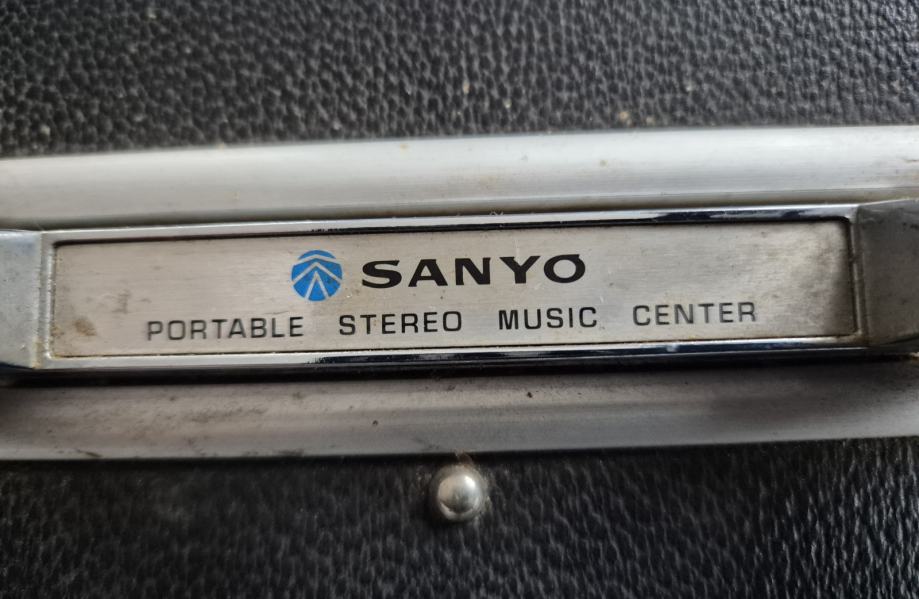 SANYO
PORTABLE STEREO MUSIC CENTER